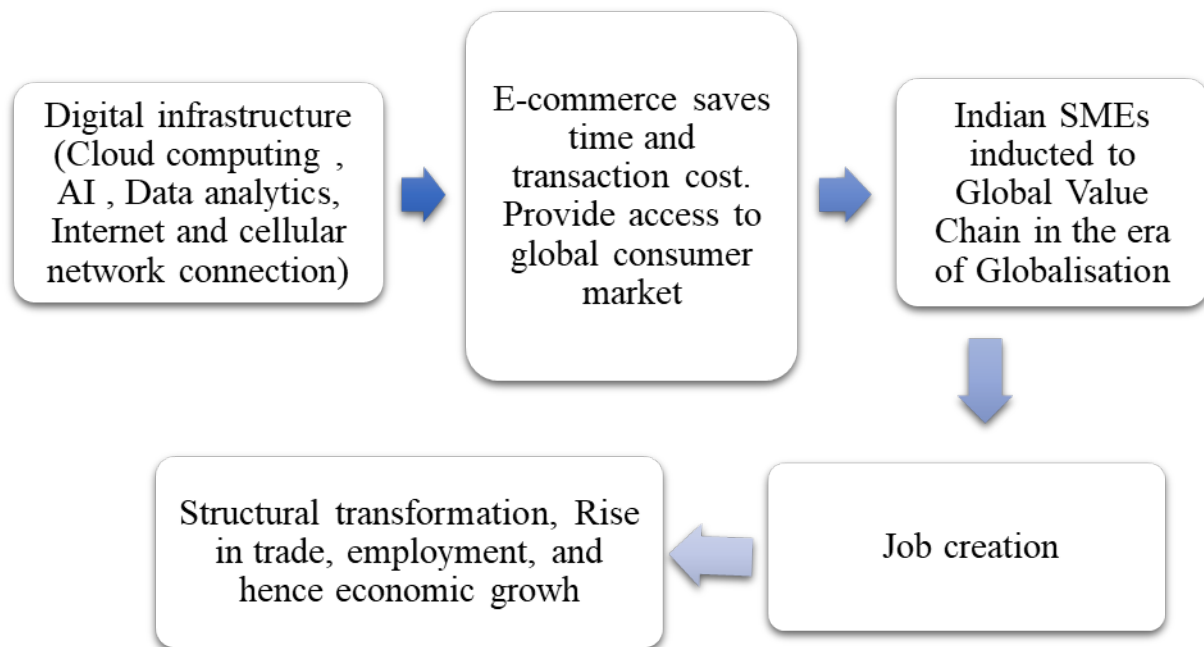 Digital infrastructure
(Cloud computing ,
AI , Data analytics,
Internet and cellular
network connection)
E-commerce saves
time and
transaction cost.
Provide access to
global consumer
market
Indian SMEs
inducted to
Global Value
Chain in the era
of Globalisation
Job creation
Structural transformation, Rise
in trade, employment, and
hence economic growth